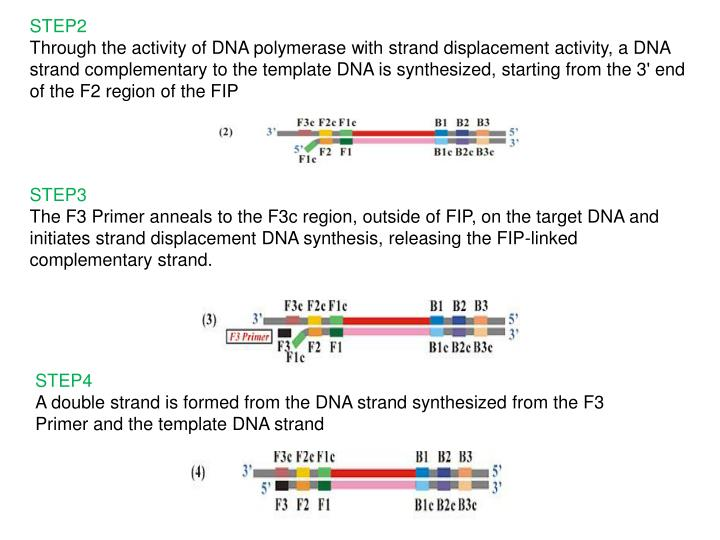 STEP2
Through the activity of DNA polymerase with strand displacement activity, a DNA
strand complementary to the template DNA is synthesized, starting from the 3' end
of the F2 region of the FIP
F3c F2c F1c B1 B2 B3
(2) 3' 5'
3'
5' F2 F1 B1c B2c B3c
F1c
STEP3
The F3 Primer anneals to the F3c region, outside of FIP, on the target DNA and
initiates strand displacement DNA synthesis, releasing the FIP-linked
complementary strand.
F3c F2c F1c B1 B2 B3
(3) 3' 5'
F3 Primer 3'
F3 F2 F1 B1c B2c B3c
F1c
STEP4
A double strand is formed from the DNA strand synthesized from the F3
Primer and the template DNA strand
F3c F2c F1c B1 B2 B3
(4) 3' 5'
5' 3'
F3 F2 F1 B1c B2c B3c